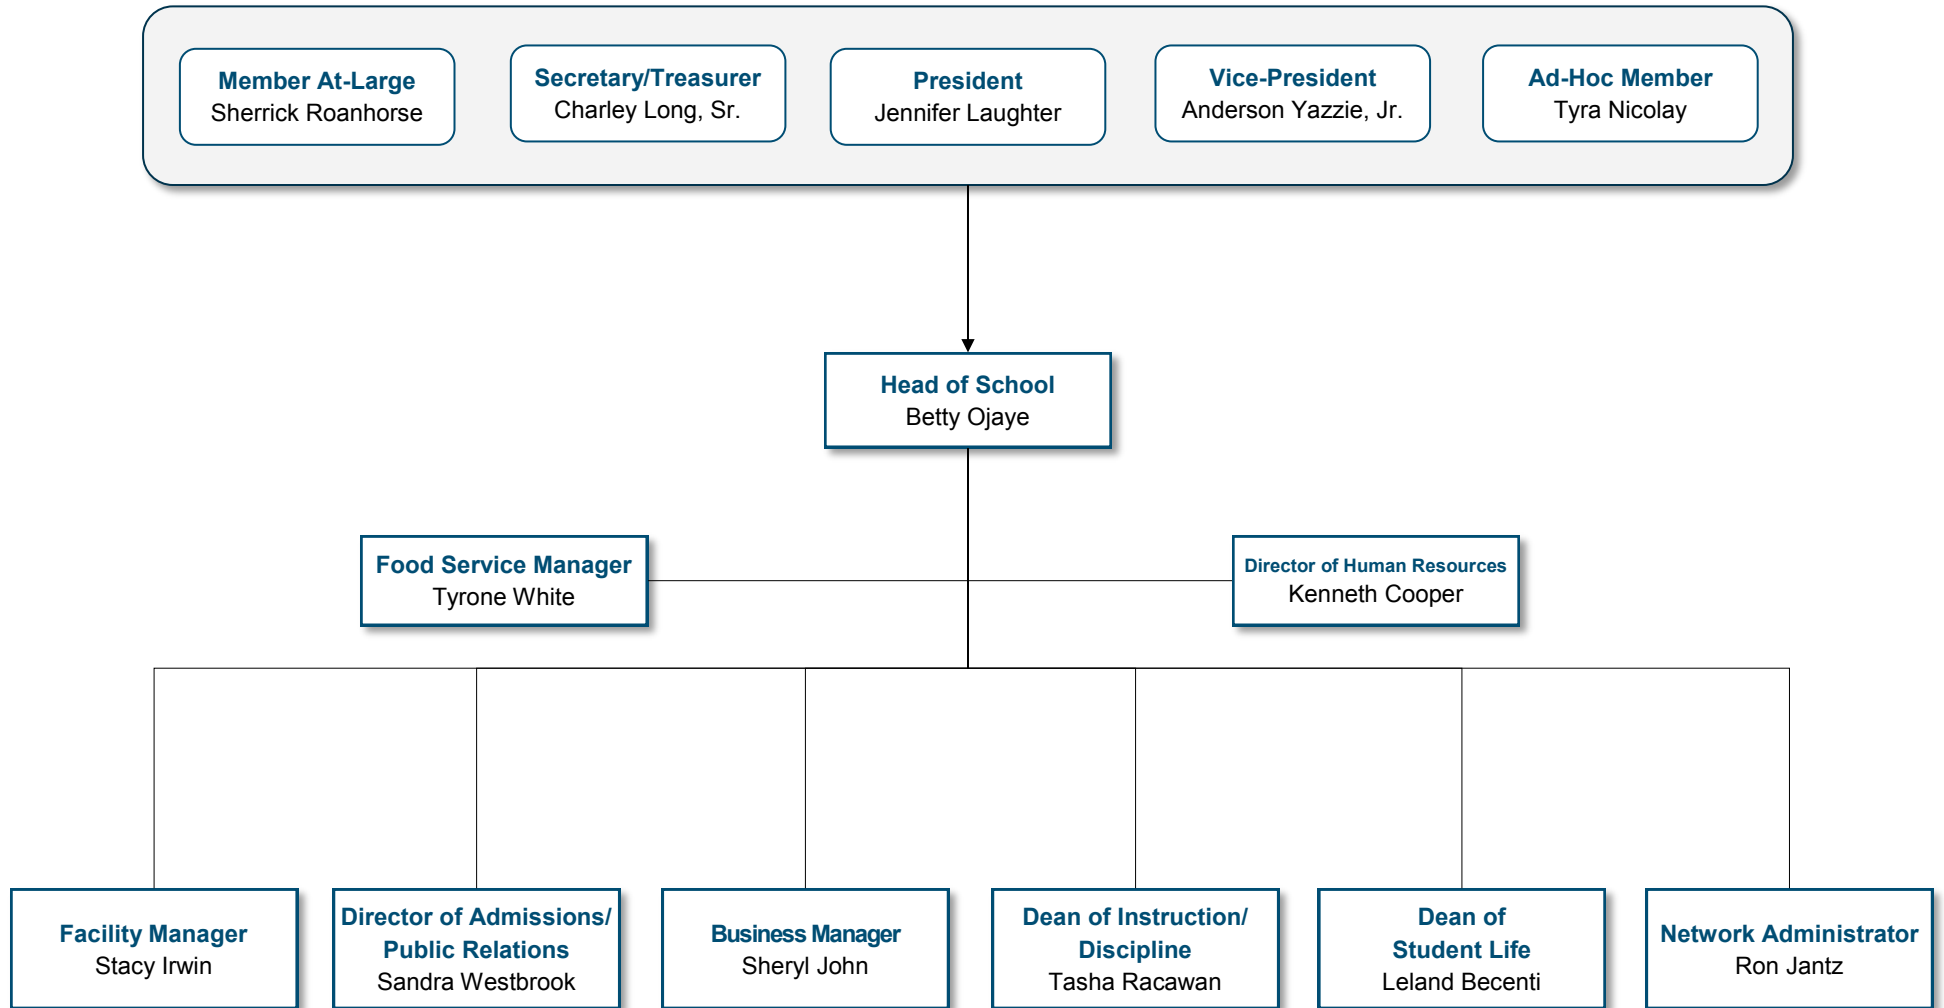 Member At-Large
Sherrick Roanhorse
Secretary/Treasurer
Charley Long, Sr.
President
Jennifer Laughter
Vice-President
Anderson Yazzie, Jr.
Ad-Hoc Member
Tyra Nicolay
Head of School
Betty Ojaye
Food Service Manager
Tyrone White
Director of Human Resources
Kenneth Cooper
Facility Manager
Stacy Irwin
Director of Admissions/
Public Relations
Sandra Westbrook
Business Manager
Sheryl John
Dean of Instruction/
Discipline
Tasha Racawan
Dean of
Student Life
Leland Becenti
Network Administrator
Ron Jantz